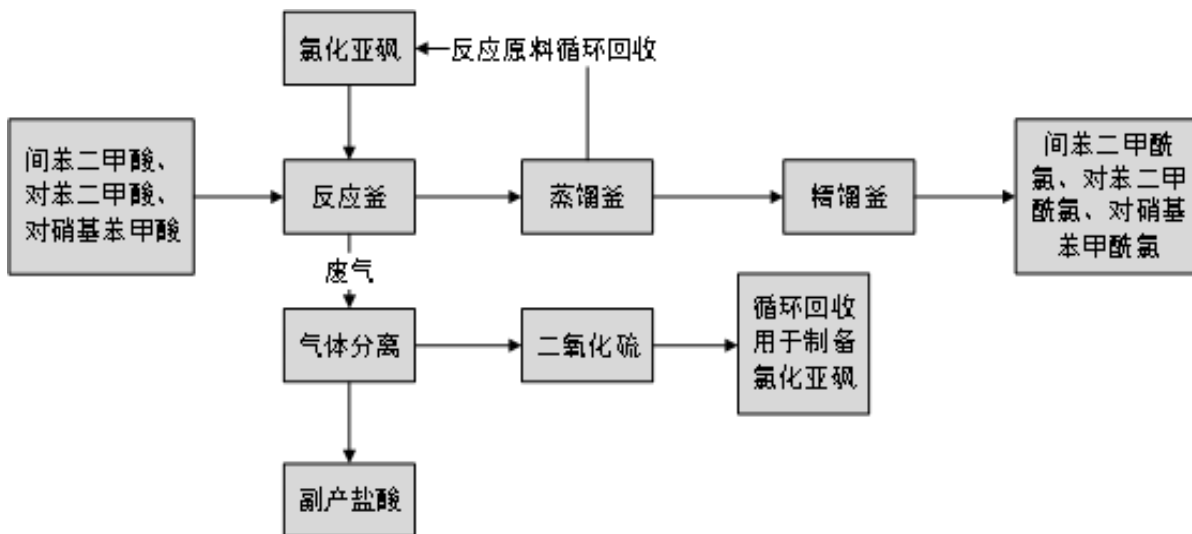 氯化亚砜
反应原料循环回收
间苯二甲酸、
对苯二甲酸、
对硝基苯甲酸
反应釜
蒸馏釜
精馏釜
间苯二甲酰
氯、对苯二甲
酰氯、对硝基
苯甲酰氯
废气
气体分离
二氧化硫
循环回收
用于制备
氯化亚砜
副产盐酸